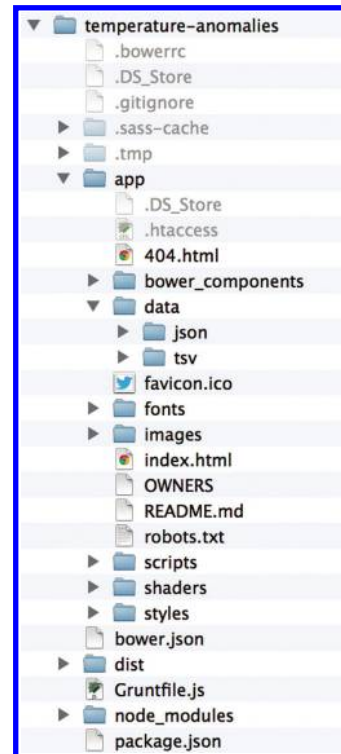 temperature-anomalies
.bowerrc
.DS_Store
.gitignore
.sass-cache
.tmp
app
.DS_Store
.htaccess
404.html
bower_components
data
json
tsv
favicon.ico
fonts
images
index.html
OWNERS
README.md
robots.txt
scripts
shaders
styles
bower.json
dist
Gruntfile.js
node_modules
package.json